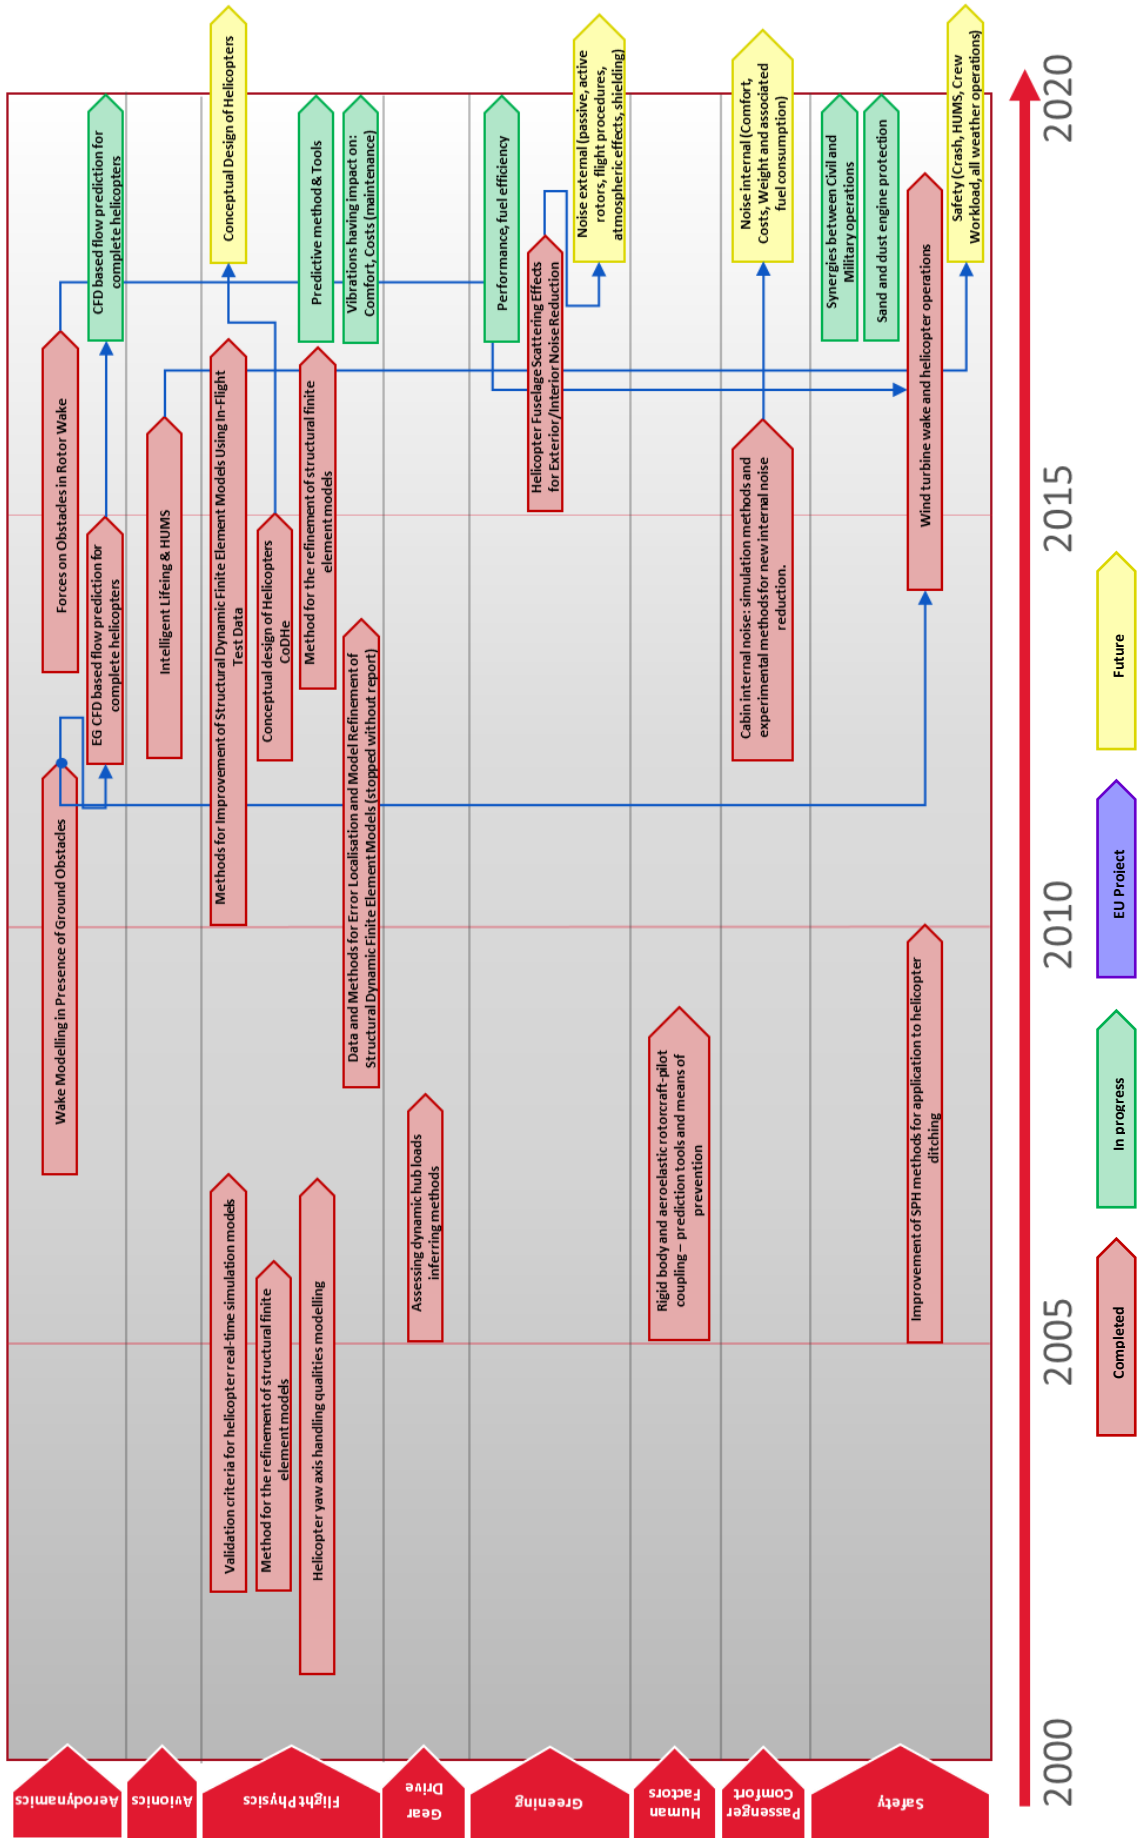 Aerodynamics
Wake Modelling in Presence of Ground Obstacles
Forces on Obstacles in Rotor Wake
EG CFD based flow prediction for
complete helicopters
CFD based flow prediction for
complete helicopters
Avionics
Intelligent Lifeing & HUMS
Flight Physics
Validation criteria for helicopter real-time simulation models
Methods for Improvement of Structural Dynamic Finite Element Models Using In-Flight
Test Data
Conceptual Design of Helicopters
Method for the refinement of structural finite
element models
Conceptual design of Helicopters
CoDHe
Helicopter yaw axis handling qualities modelling
Method for the refinement of structural finite
element models
Predictive method & Tools
Data and Methods for Error Localisation and Model Refinement of
Structural Dynamic Finite Element Models (stopped without report)
Vibrations having impact on:
Comfort, Costs (maintenance)
Gear
Drive
Assessing dynamic hub loads
inferring methods
Greening
Performance, fuel efficiency
Helicopter Fuselage Scattering Effects
for Exterior/Interior Noise Reduction
Noise external (passive, active
rotors, flight procedures,
atmospheric effects, shielding)
Human
Factors
Rigid body and aeroelastic rotorcraft-pilot
coupling – prediction tools and means of
prevention
Passenger
Comfort
Cabin internal noise: simulation methods and
experimental methods for new internal noise
reduction.
Noise internal (Comfort,
Costs, Weight and associated
fuel consumption)
Safety
Synergies between Civil and
Military operations
Sand and dust engine protection
Improvement of SPH methods for application to helicopter
ditching
Wind turbine wake and helicopter operations
Safety (Crash, HUMS, Crew
Workload, all weather operations)
2000
2005
2010
2015
2020
Completed
In progress
EU Project
Future